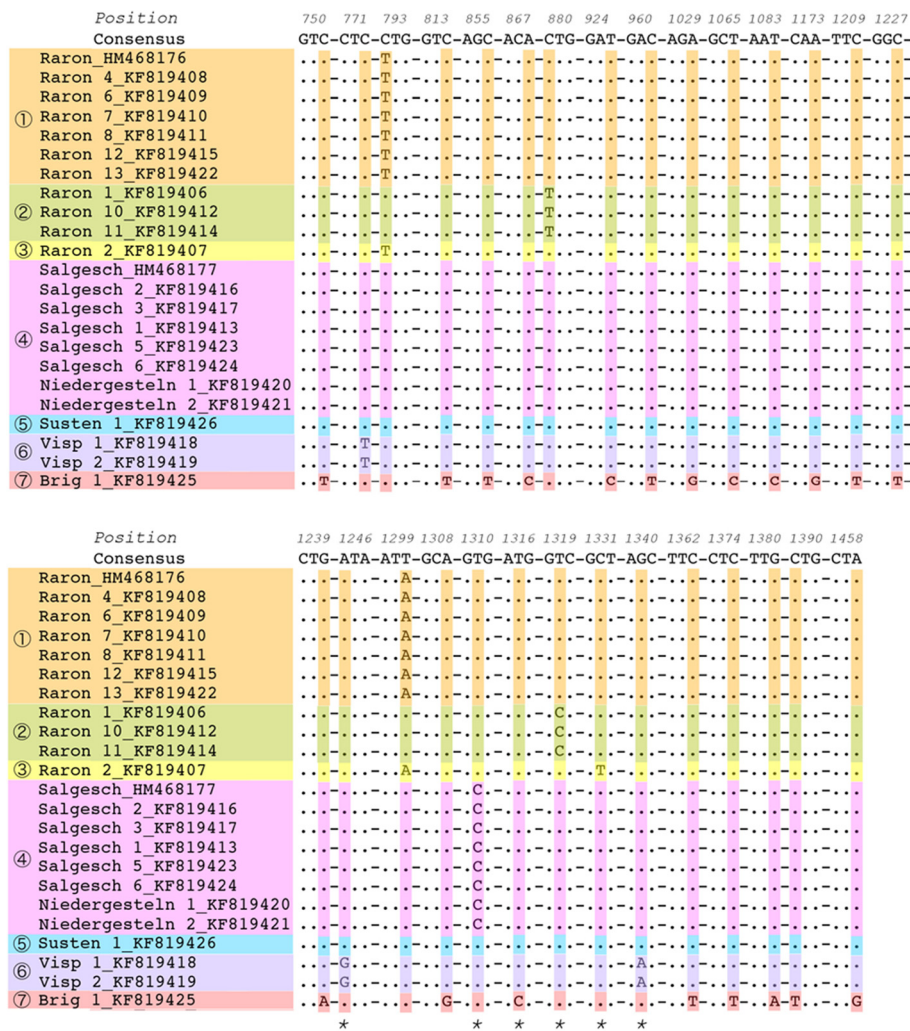 Position 750 771 793 813 855 867 880 924 960 1029 1065 1083 1173 1209 1227
Consensus GTC-CTC-CTG-GTC-AGC-ACA-CTG-GAT-GAC-AGA-GCT-AAT-CAA-TTC-GGC-
Raron_HM468176 ...-...-T..-...-...-...-...-...-...-...-...-...-...-...-...-
Raron 4_KF819408 ...-...-T..-...-...-...-...-...-...-...-...-...-...-...-...-
Raron 6_KF819409 ...-...-T..-...-...-...-...-...-...-...-...-...-...-...-...-
① Raron 7_KF819410 ...-...-T..-...-...-...-...-...-...-...-...-...-...-...-...-
Raron 8_KF819411 ...-...-T..-...-...-...-...-...-...-...-...-...-...-...-...-
Raron 12_KF819415 ...-...-T..-...-...-...-...-...-...-...-...-...-...-...-...-
Raron 13_KF819422 ...-...-T..-...-...-...-...-...-...-...-...-...-...-...-...-
Raron 1_KF819406 ...-...-...-...-...-...-T..-...-...-...-...-...-...-...-...-
② Raron 10_KF819412 ...-...-...-...-...-...-T..-...-...-...-...-...-...-...-...-
Raron 11_KF819414 ...-...-...-...-...-...-T..-...-...-...-...-...-...-...-...-
③ Raron 2_KF819407 ...-...-T..-...-...-...-...-...-...-...-...-...-...-...-...-
Salgesch_HM468177 ...-...-...-...-...-...-...-...-...-...-...-...-...-...-...-
Salgesch 2_KF819416 ...-...-...-...-...-...-...-...-...-...-...-...-...-...-...-
Salgesch 3_KF819417 ...-...-...-...-...-...-...-...-...-...-...-...-...-...-...-
④ Salgesch 1_KF819413 ...-...-...-...-...-...-...-...-...-...-...-...-...-...-...-
Salgesch 5_KF819423 ...-...-...-...-...-...-...-...-...-...-...-...-...-...-...-
Salgesch 6_KF819424 ...-...-...-...-...-...-...-...-...-...-...-...-...-...-...-
Niedergesteln 1_KF819420 ...-...-...-...-...-...-...-...-...-...-...-...-...-...-...-
Niedergesteln 2_KF819421 ...-...-...-...-...-...-...-...-...-...-...-...-...-...-...-
⑤ Susten 1_KF819426 ...-...-...-...-...-...-...-...-...-...-...-...-...-...-...-
⑥ Visp 1_KF819418 ...-..T-...-...-...-...-...-...-...-...-...-...-...-...-...-
Visp 2_KF819419 ...-..T-...-...-...-...-...-...-...-...-...-...-...-...-...-
⑦ Brig 1_KF819425 ..T-...-...-..T-..T-..C-...-..C-..T-..G-..C-..C-..G-..T-..T-
Position 1239 1246 1299 1308 1310 1316 1319 1331 1340 1362 1374 1380 1390 1458
Consensus CTG-ATA-ATT-GCA-GTG-ATG-GTC-GCT-AGC-TTC-CTC-TTG-CTG-CTA
Raron_HM468176 ...-...-..A-...-...-...-...-...-...-...-...-...-...-...
Raron 4_KF819408 ...-...-..A-...-...-...-...-...-...-...-...-...-...-...
Raron 6_KF819409 ...-...-..A-...-...-...-...-...-...-...-...-...-...-...
① Raron 7_KF819410 ...-...-..A-...-...-...-...-...-...-...-...-...-...-...
Raron 8_KF819411 ...-...-..A-...-...-...-...-...-...-...-...-...-...-...
Raron 12_KF819415 ...-...-..A-...-...-...-...-...-...-...-...-...-...-...
Raron 13_KF819422 ...-...-..A-...-...-...-...-...-...-...-...-...-...-...
Raron 1_KF819406 ...-...-...-...-...-...-.C.-...-...-...-...-...-...-...
② Raron 10_KF819412 ...-...-...-...-...-...-.C.-...-...-...-...-...-...-...
Raron 11_KF819414 ...-...-...-...-...-...-.C.-...-...-...-...-...-...-...
③ Raron 2_KF819407 ...-...-..A-...-...-...-...-.T.-...-...-...-...-...-...
Salgesch_HM468177 ...-...-...-...-.C.-...-...-...-...-...-...-...-...-...
Salgesch 2_KF819416 ...-...-...-...-.C.-...-...-...-...-...-...-...-...-...
Salgesch 3_KF819417 ...-...-...-...-.C.-...-...-...-...-...-...-...-...-...
Salgesch 1_KF819413 ...-...-...-...-.C.-...-...-...-...-...-...-...-...-...
④ Salgesch 5_KF819423 ...-...-...-...-.C.-...-...-...-...-...-...-...-...-...
Salgesch 6_KF819424 ...-...-...-...-.C.-...-...-...-...-...-...-...-...-...
Niedergesteln 1_KF819420 ...-...-...-...-.C.-...-...-...-...-...-...-...-...-...
Niedergesteln 2_KF819421 ...-...-...-...-.C.-...-...-...-...-...-...-...-...-...
⑤ Susten 1_KF819426 ...-...-...-...-...-...-...-...-...-...-...-...-...-...
⑥ Visp 1_KF819418 ...-G..-...-...-...-...-...-...-.A.-...-...-...-...-...
Visp 2_KF819419 ...-G..-...-...-...-...-...-...-.A.-...-...-...-...-...
⑦ Brig 1_KF819425 ..A-...-...-..G-...-.C.-...-...-...-..C-..T-..A-T..-..G
* * * * * *